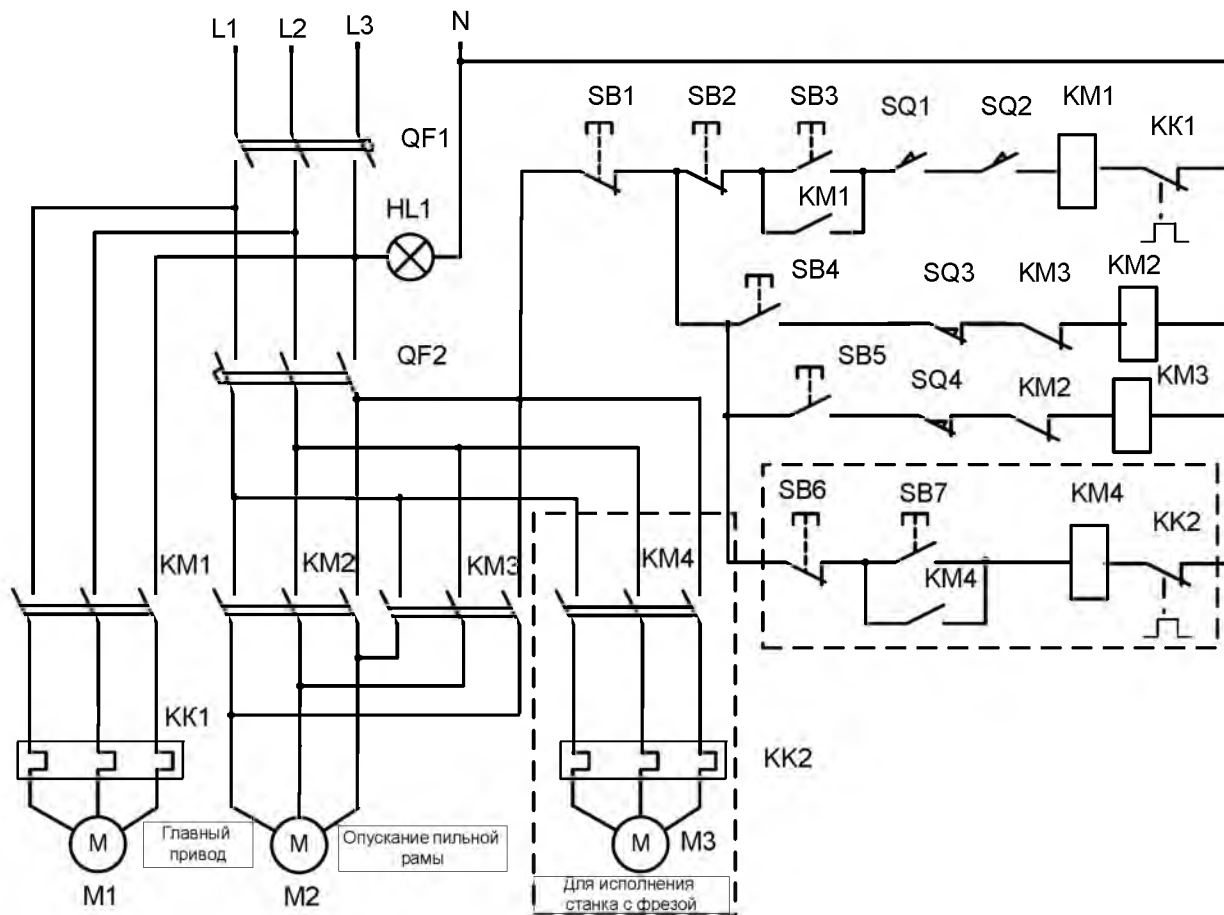 L1 L2 L3 N
SB1 SB2 SB3 SQ1 SQ2 KM1 KK1
QF1
HL1
KM1
SB4 SQ3 KM3 KM2
QF2
SB5 SQ4 KM2 KM3
SB6 SB7 KM4 KK2
KM1 KM2 KM3 KM4
KM4
KK1
KK2
M M M M3
Главный
привод
Опускание пильной
рамы
M1 M2
Для исполнения
станка с фрезой